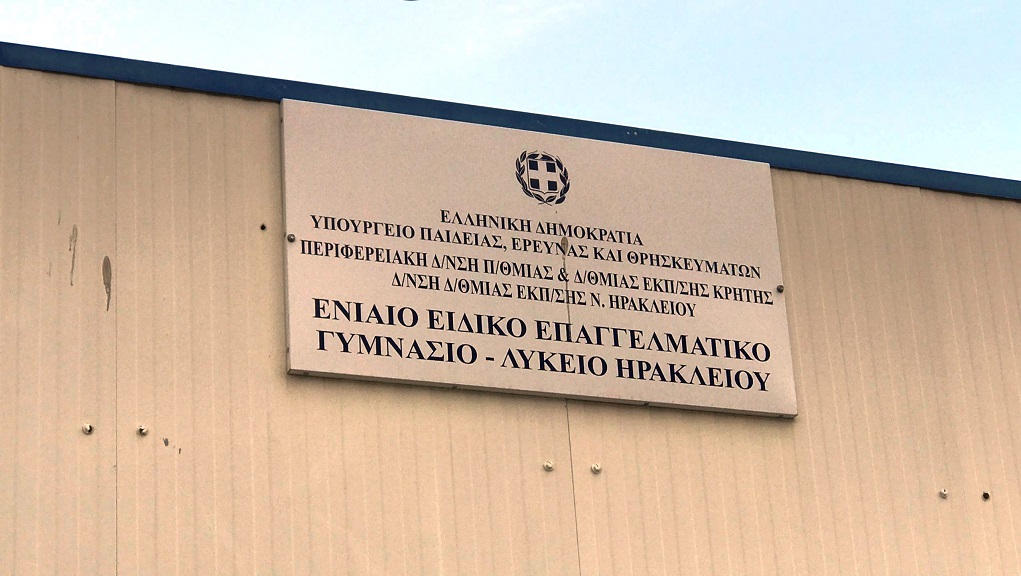 ΕΛΛΗΝΙΚΗ ΔΗΜΟΚΡΑΤΙΑ
ΥΠΟΥΡΓΕΙΟ ΠΑΙΔΕΙΑΣ, ΕΡΕΥΝΑΣ ΚΑΙ ΘΡΗΣΚΕΥΜΑΤΩΝ
ΠΕΡΙΦΕΡΕΙΑΚΗ Δ/ΝΣΗ Π/ΘΜΙΑΣ & Δ/ΘΜΙΑΣ ΕΚΠ/ΣΗΣ ΚΡΗΤΗΣ
Δ/ΝΣΗ Δ/ΘΜΙΑΣ ΕΚΠ/ΣΗΣ Ν. ΗΡΑΚΛΕΙΟΥ
ΕΝΙΑΙΟ ΕΙΔΙΚΟ ΕΠΑΓΓΕΛΜΑΤΙΚΟ
ΓΥΜΝΑΣΙΟ - ΛΥΚΕΙΟ ΗΡΑΚΛΕΙΟΥ